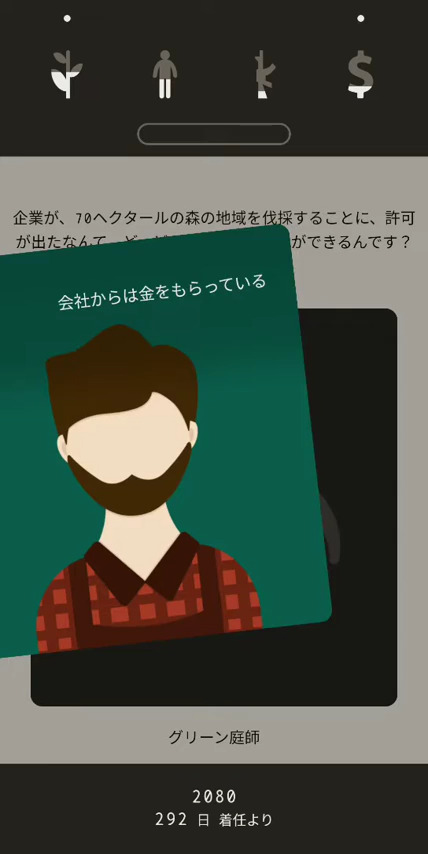 企業が、70ヘクタールの森の地域を伐採することに、許可
が出たなんて、ど ができるんです？
会社からは金をもらっている
グリーン庭師
2080
292 日 着任より